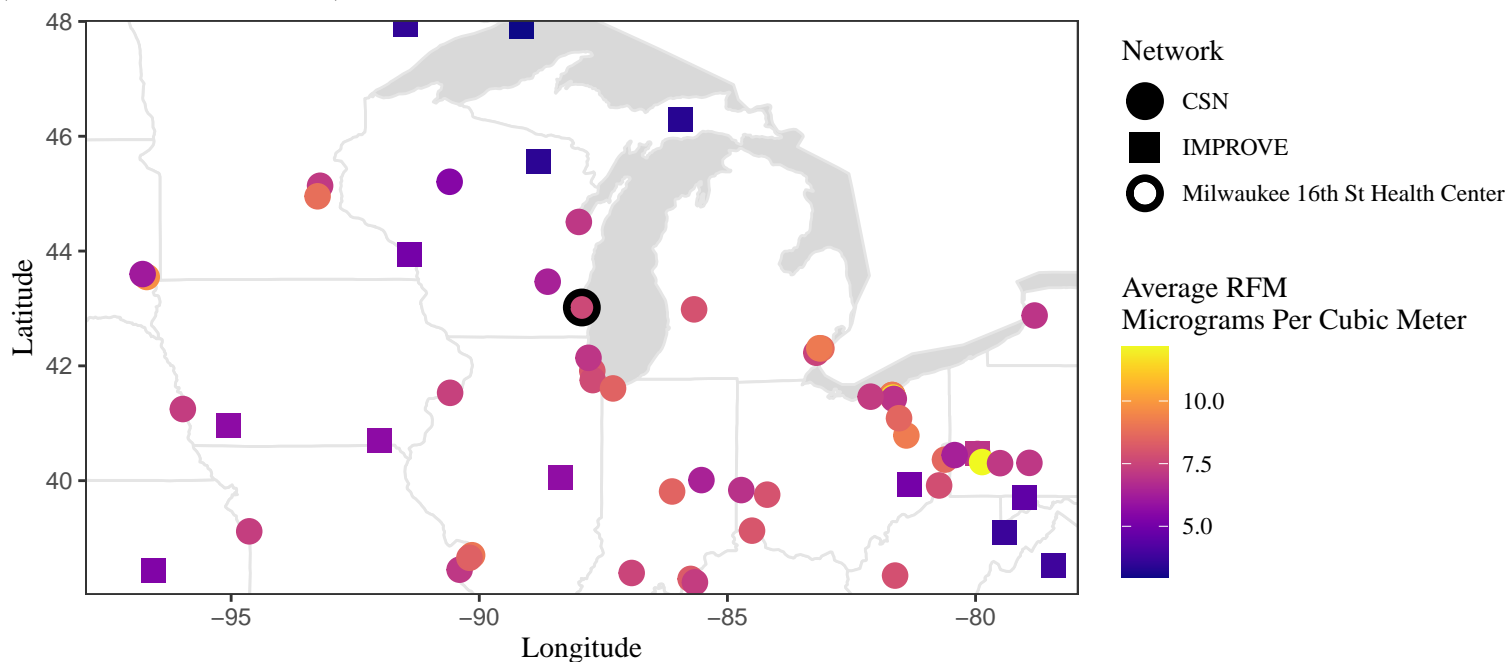 48
46
44
42
40
Latitude
−95
−90
−85
−80
Longitude
Network
CSN
IMPROVE
Milwaukee 16th St Health Center
Average RFM
Micrograms Per Cubic Meter
10.0
7.5
5.0